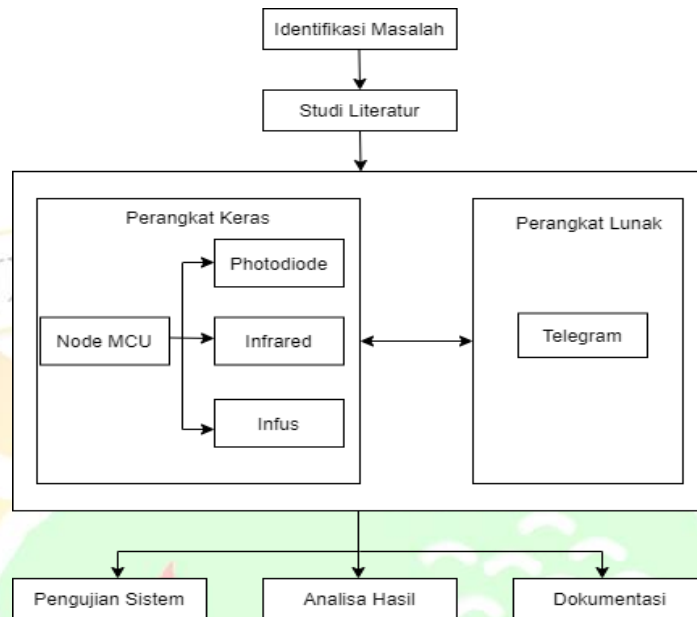 Identifikasi Masalah
Studi Literatur
Perangkat Keras
Photodiode
Node MCU
Infrared
Infus
Perangkat Lunak
Telegram
Pengujian Sistem
Analisa Hasil
Dokumentasi